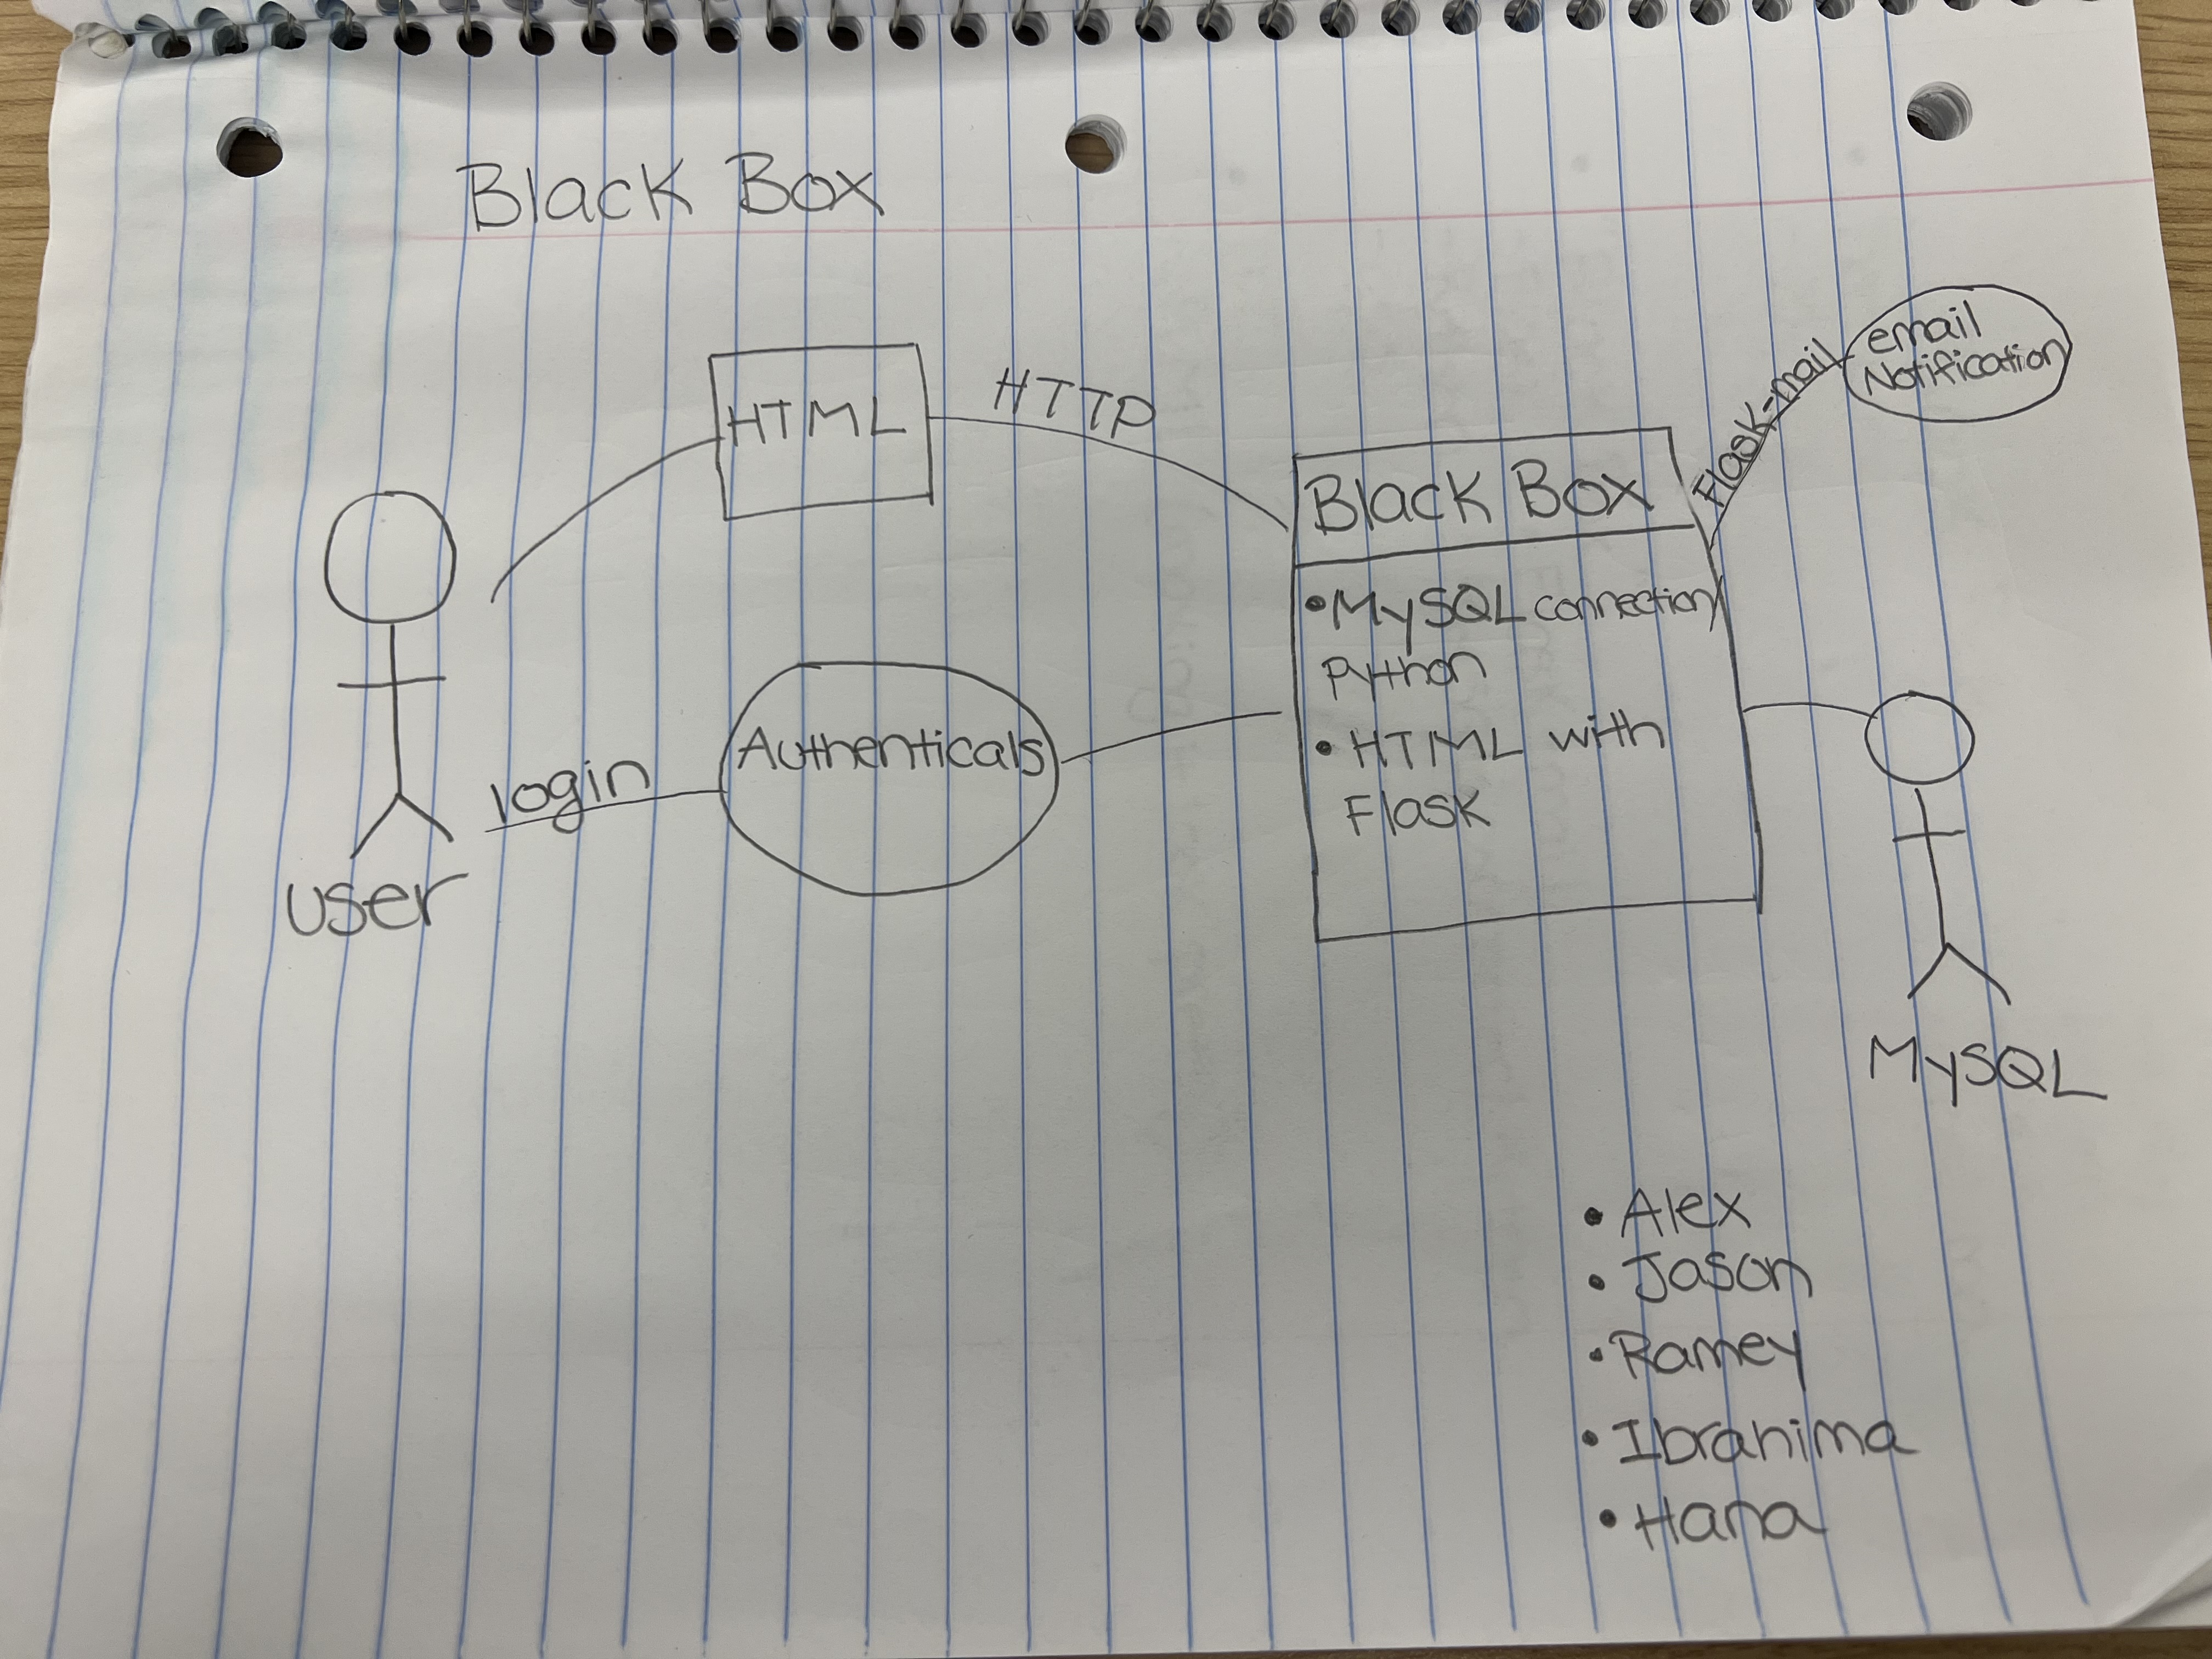 Black Box
HTML
HTTP
User
login
Authenticals
Black Box
• MySQL connection
Python
• HTML with
Flask
Flask-mail
email
Notification
MySQL
• Alex
• Jason
• Ramey
• Ibranima
• Hana